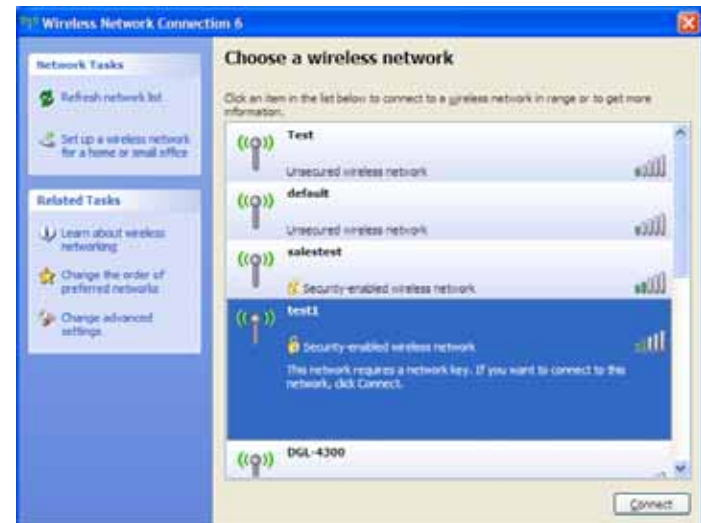 Wireless Network Connection 6
Network Tasks
Refresh network list
Set up a wireless network
for a home or small office
Related Tasks
Learn about wireless
networking
Change the order of
preferred networks
Change advanced
settings
Choose a wireless network
Click an item in the list below to connect to a wireless network in range or to get more
information.
Test
Unsecured wireless network
default
Unsecured wireless network
salestest
Security-enabled wireless network
test1
Security-enabled wireless network
This network requires a network key. If you want to connect to this
network, click Connect.
DGL-4300
Connect